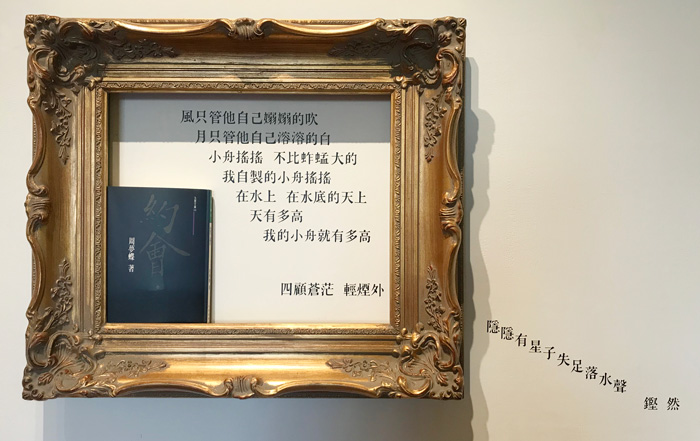 風只管他自己嫋嫋的吹
月只管他自己溶溶的白
小舟搖搖 不比蚱蜢大的
我自製的小舟搖搖
在水上 在水底的天上
天有多高
我的小舟就有多高
四顧蒼茫 輕煙外
約會
周夢蝶 著
隱隱有星子失足落水聲
鏗然